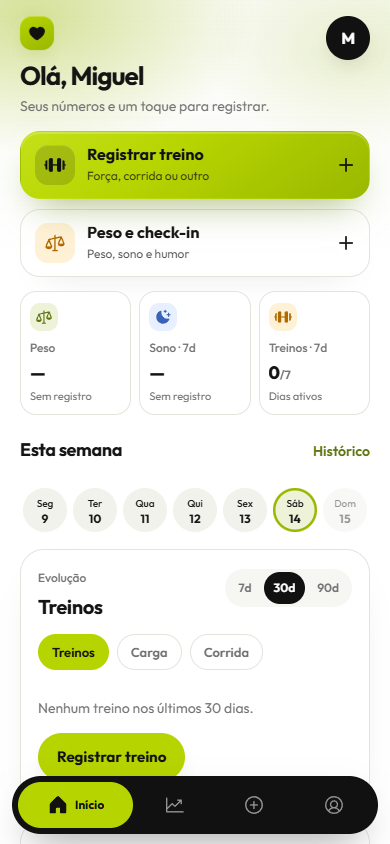 M
Olá, Miguel
Seus números e um toque para registrar.
Registrar treino
Força, corrida ou outro
Peso e check-in
Peso, sono e humor
Peso
—
Sem registro
Sono · 7d
—
Sem registro
Treinos · 7d
0/7
Dias ativos
Esta semana
Histórico
Seg
9
Ter
10
Qua
11
Qui
12
Sex
13
Sáb
14
Dom
15
Evolução
Treinos
7d
30d
90d
Treinos
Carga
Corrida
Nenhum treino nos últimos 30 dias.
Registrar treino
Início